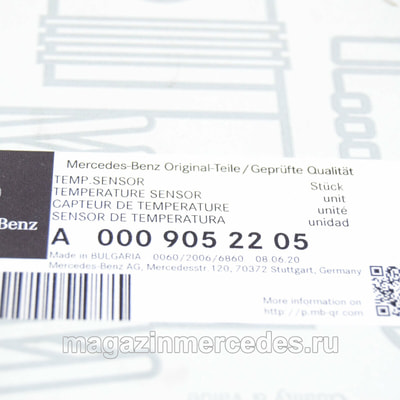 Mercedes-Benz Original-Teile/Geprüfte Qualität
TEMP.SENSOR
TEMPERATURE SENSOR
CAPTEUR DE TEMPERATURE
SENSOR DE TEMPERATURA
Stück
unit
unité
unidad
Benz
A 000 905 22 05
Made in BULGARIA 0060/2006/6860 08.06.20
Mercedes-Benz AG, Mercedesstr.120, 70372 Stuttgart, Germany
More information on
http://p.mb-qr.com/
magazinmercedes.ru